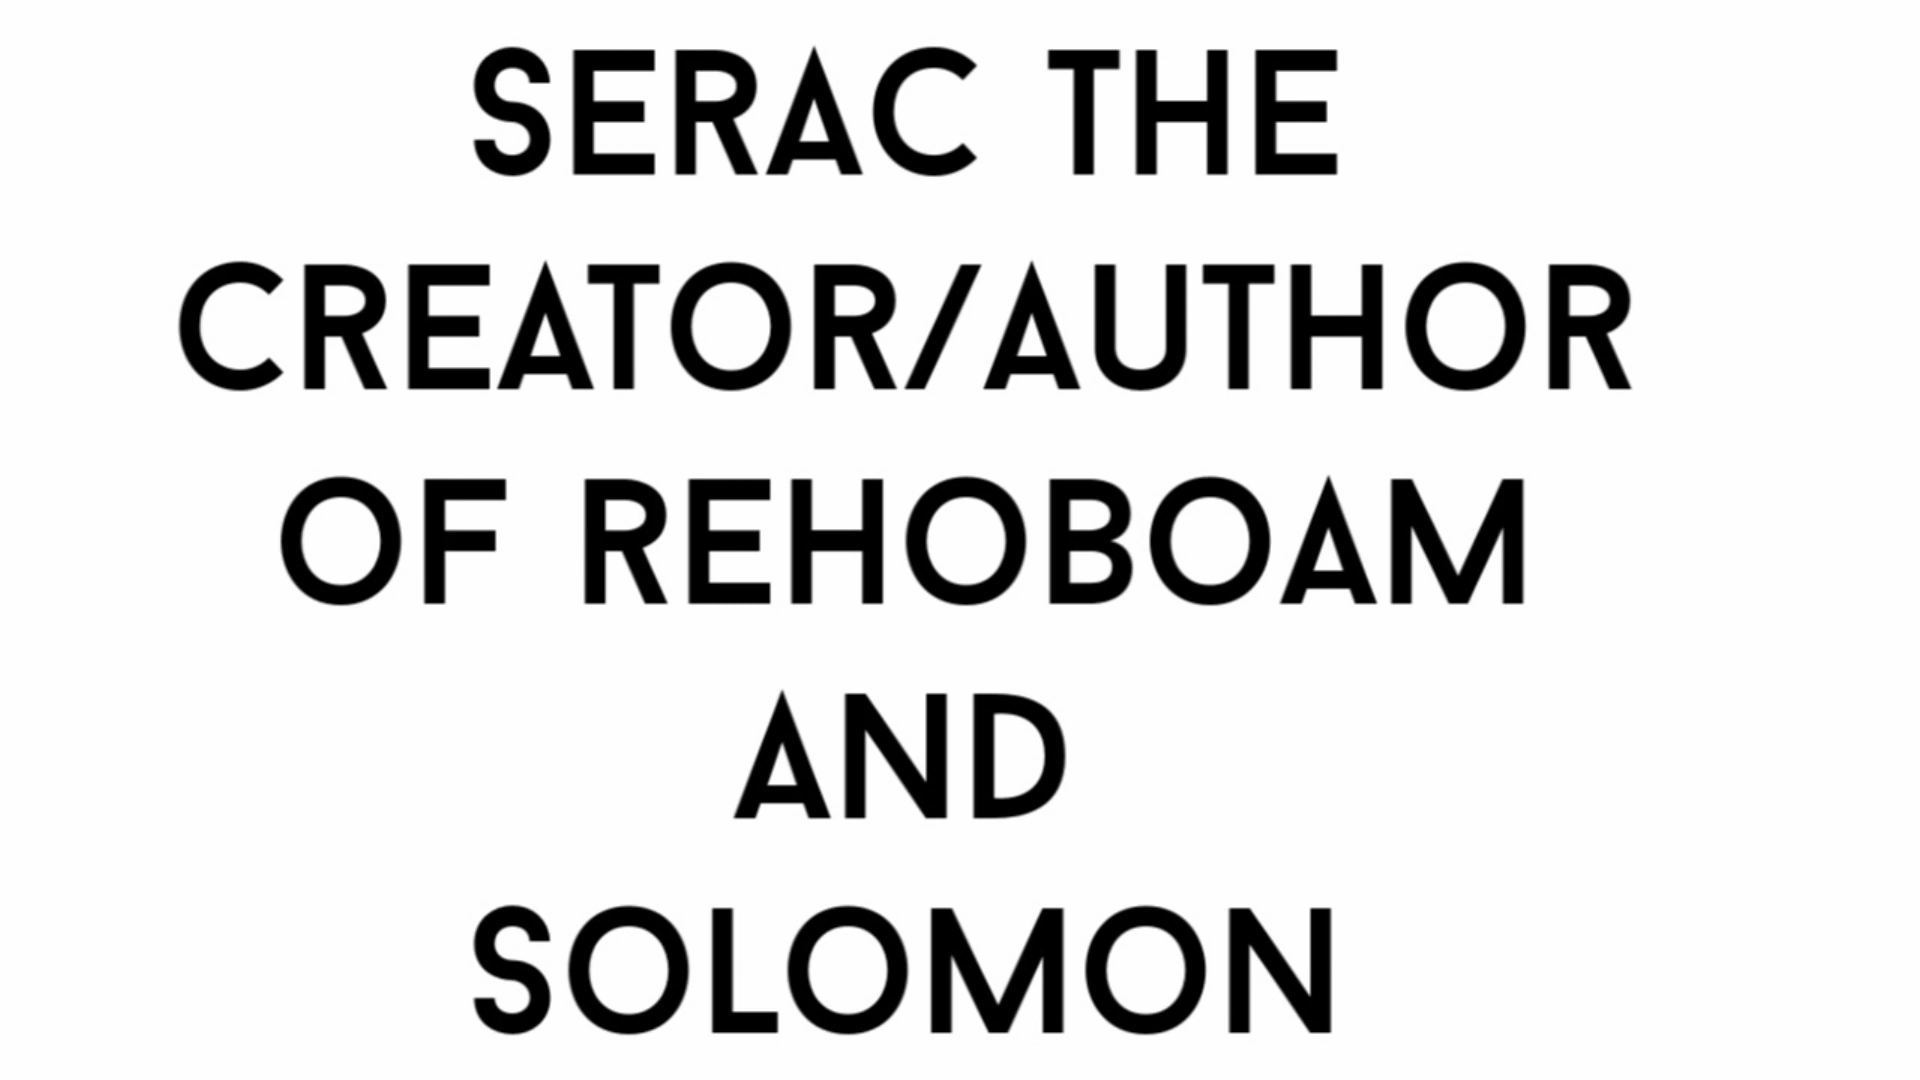 SERAC THE
CREATOR/AUTHOR
OF REHOBOAM
AND
SOLOMON